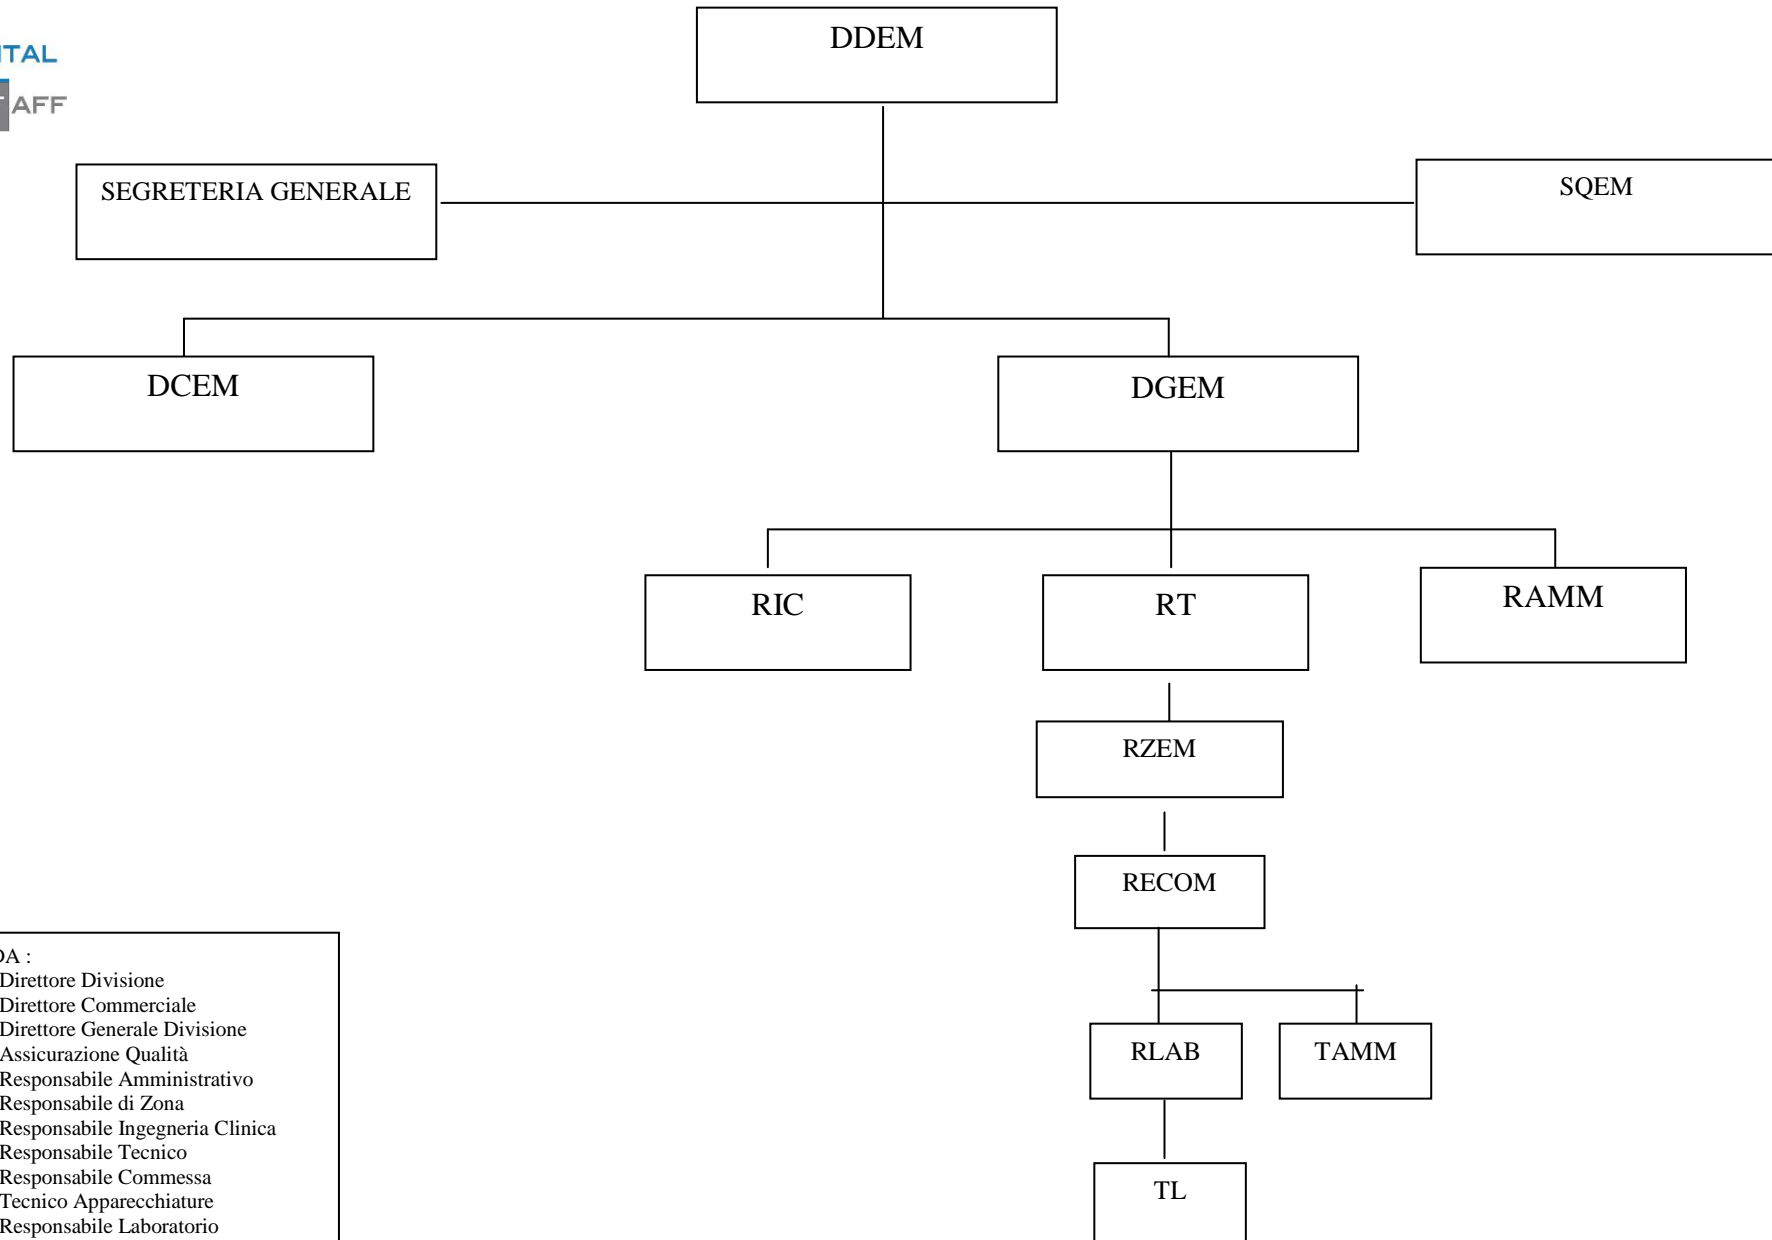 DDEM
ITAL
AFF
SEGRETERIA GENERALE
SQEM
DCEM
DGEM
RIC
RT
RAMM
RZEM
RECOM
RLAB
TAMM
TL
DA :
Direttore Divisione
Direttore Commerciale
Direttore Generale Divisione
Assicurazione Qualità
Responsabile Amministrativo
Responsabile di Zona
Responsabile Ingegneria Clinica
Responsabile Tecnico
Responsabile Commessa
Tecnico Apparecchiature
Responsabile Laboratorio